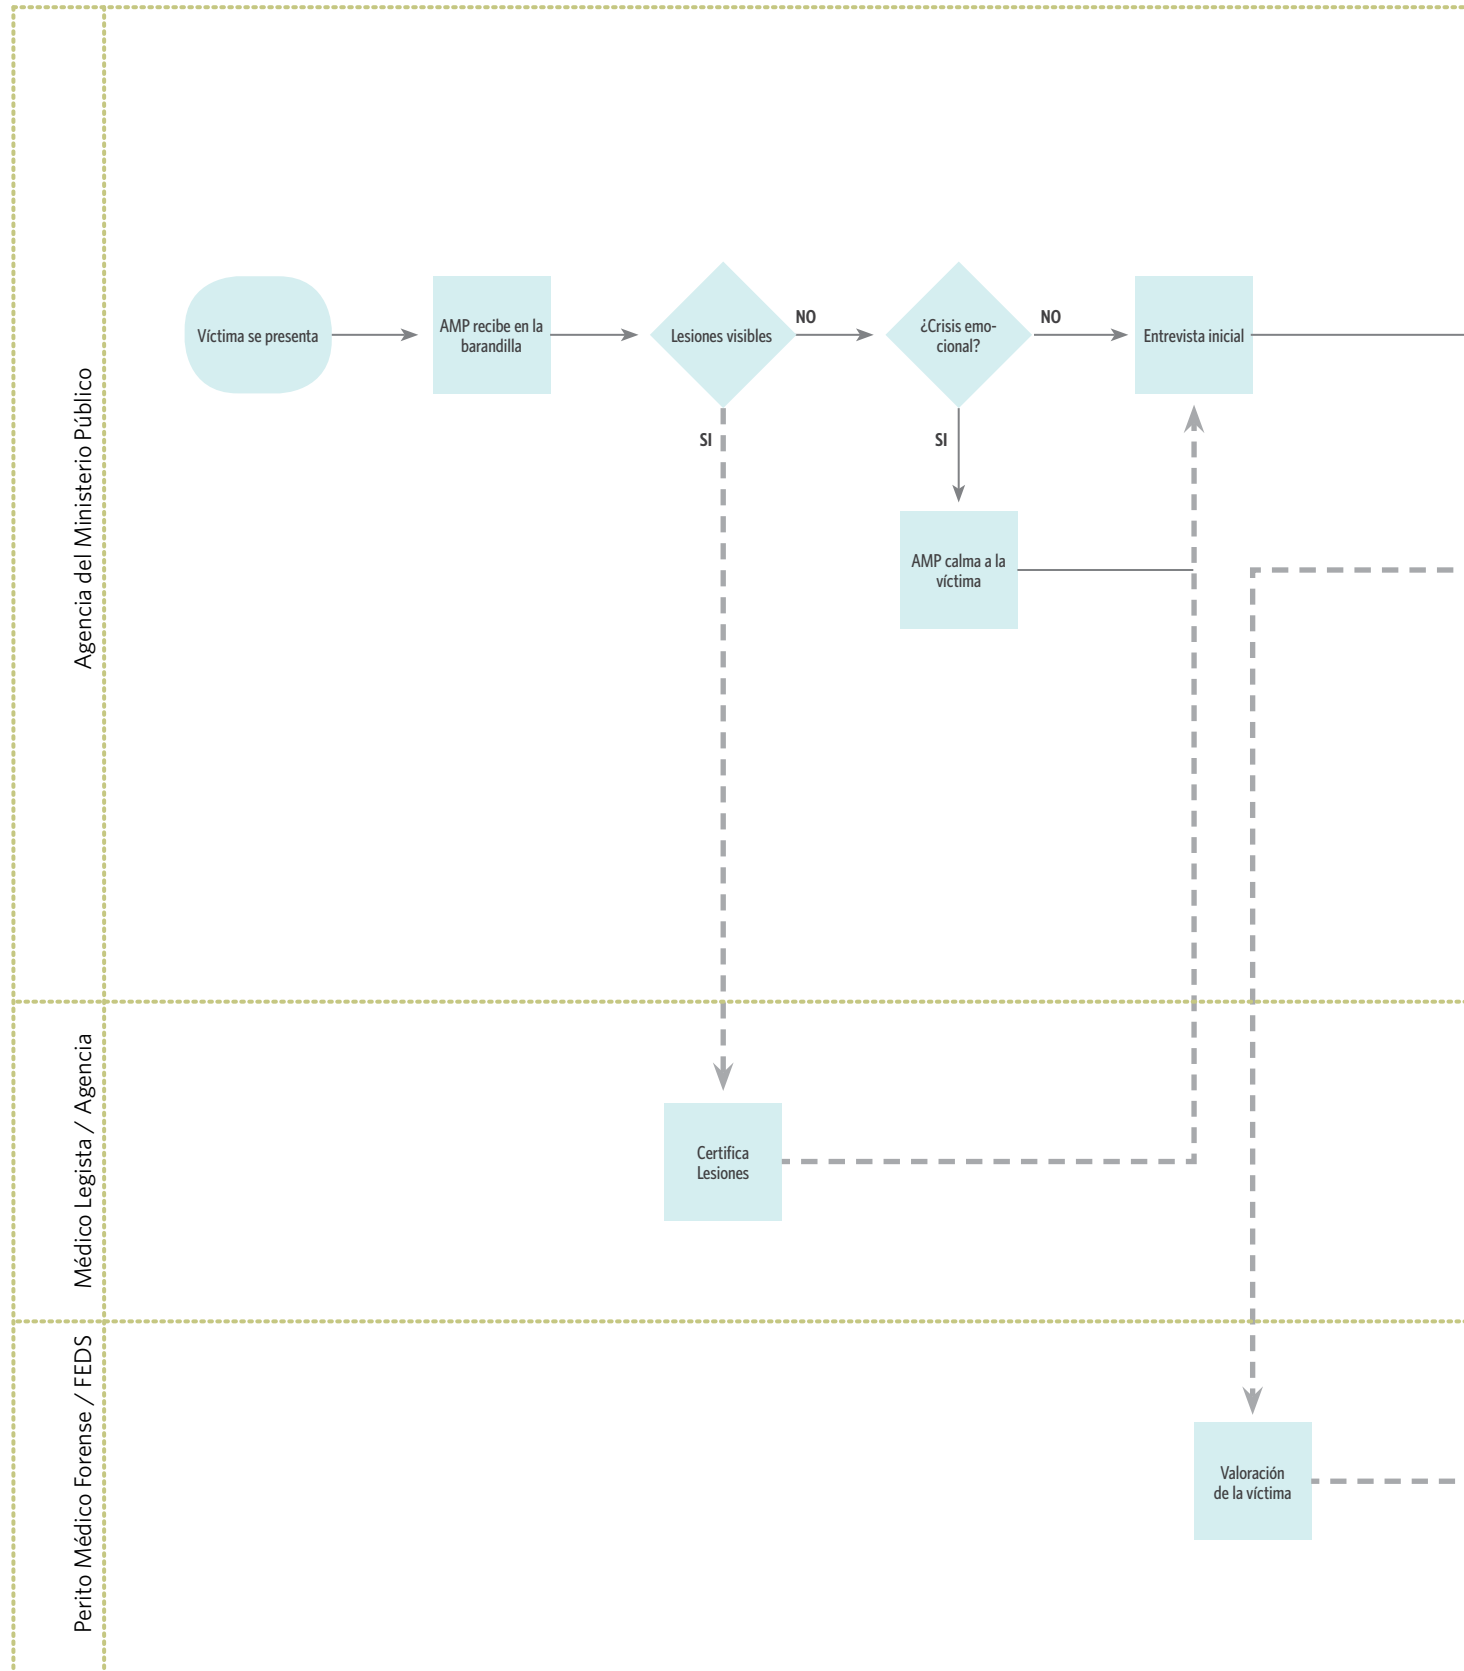 Agencia del Ministerio Público
Víctima se presenta
AMP recibe en la
barandilla
Lesiones visibles
NO
¿Crisis emo-
cional?
NO
Entrevista inicial
SI
SI
AMP calma a la
víctima
Médico Legista / Agencia
Certifica
Lesiones
Perito Médico Forense / FEDS
Valoración
de la víctima